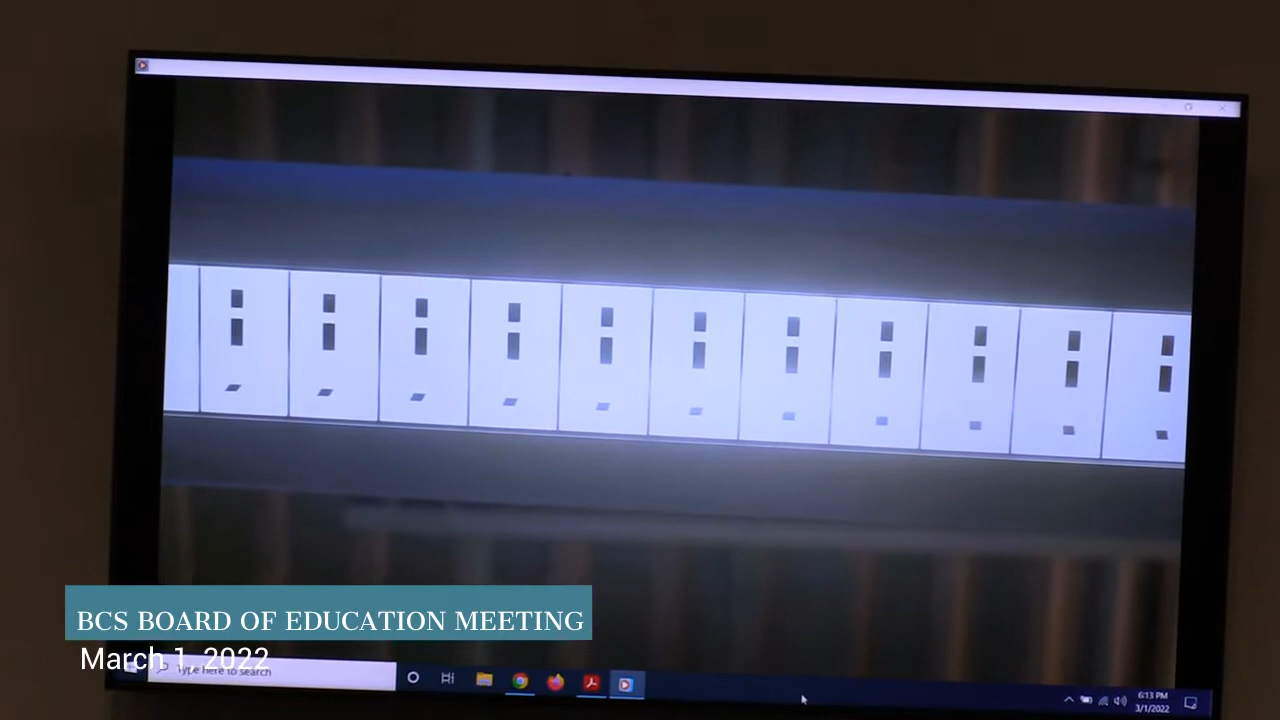 BCS BOARD OF EDUCATION MEETING
March 1, 2022
Type here to search
6:13 PM
3/1/2022